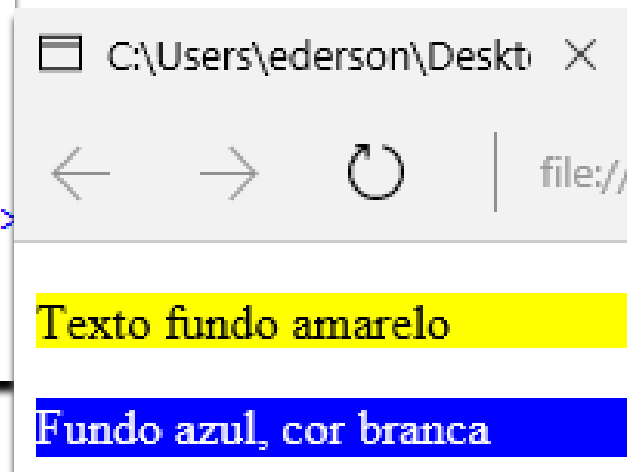 C:\Users\ederson\Deskt
file://
Texto fundo amarelo
Fundo azul, cor branca